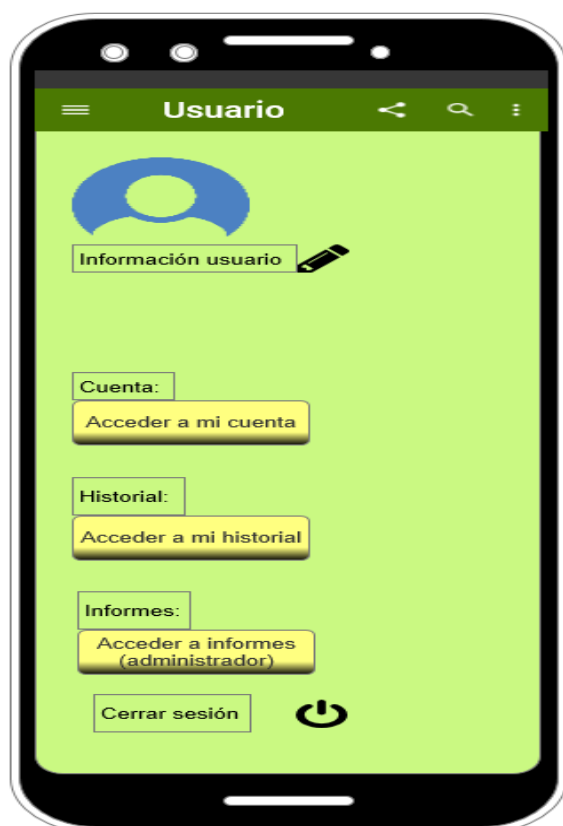 Usuario
Información usuario
Cuenta:
Acceder a mi cuenta
Historial:
Acceder a mi historial
Informes:
Acceder a informes
(administrador)
Cerrar sesión